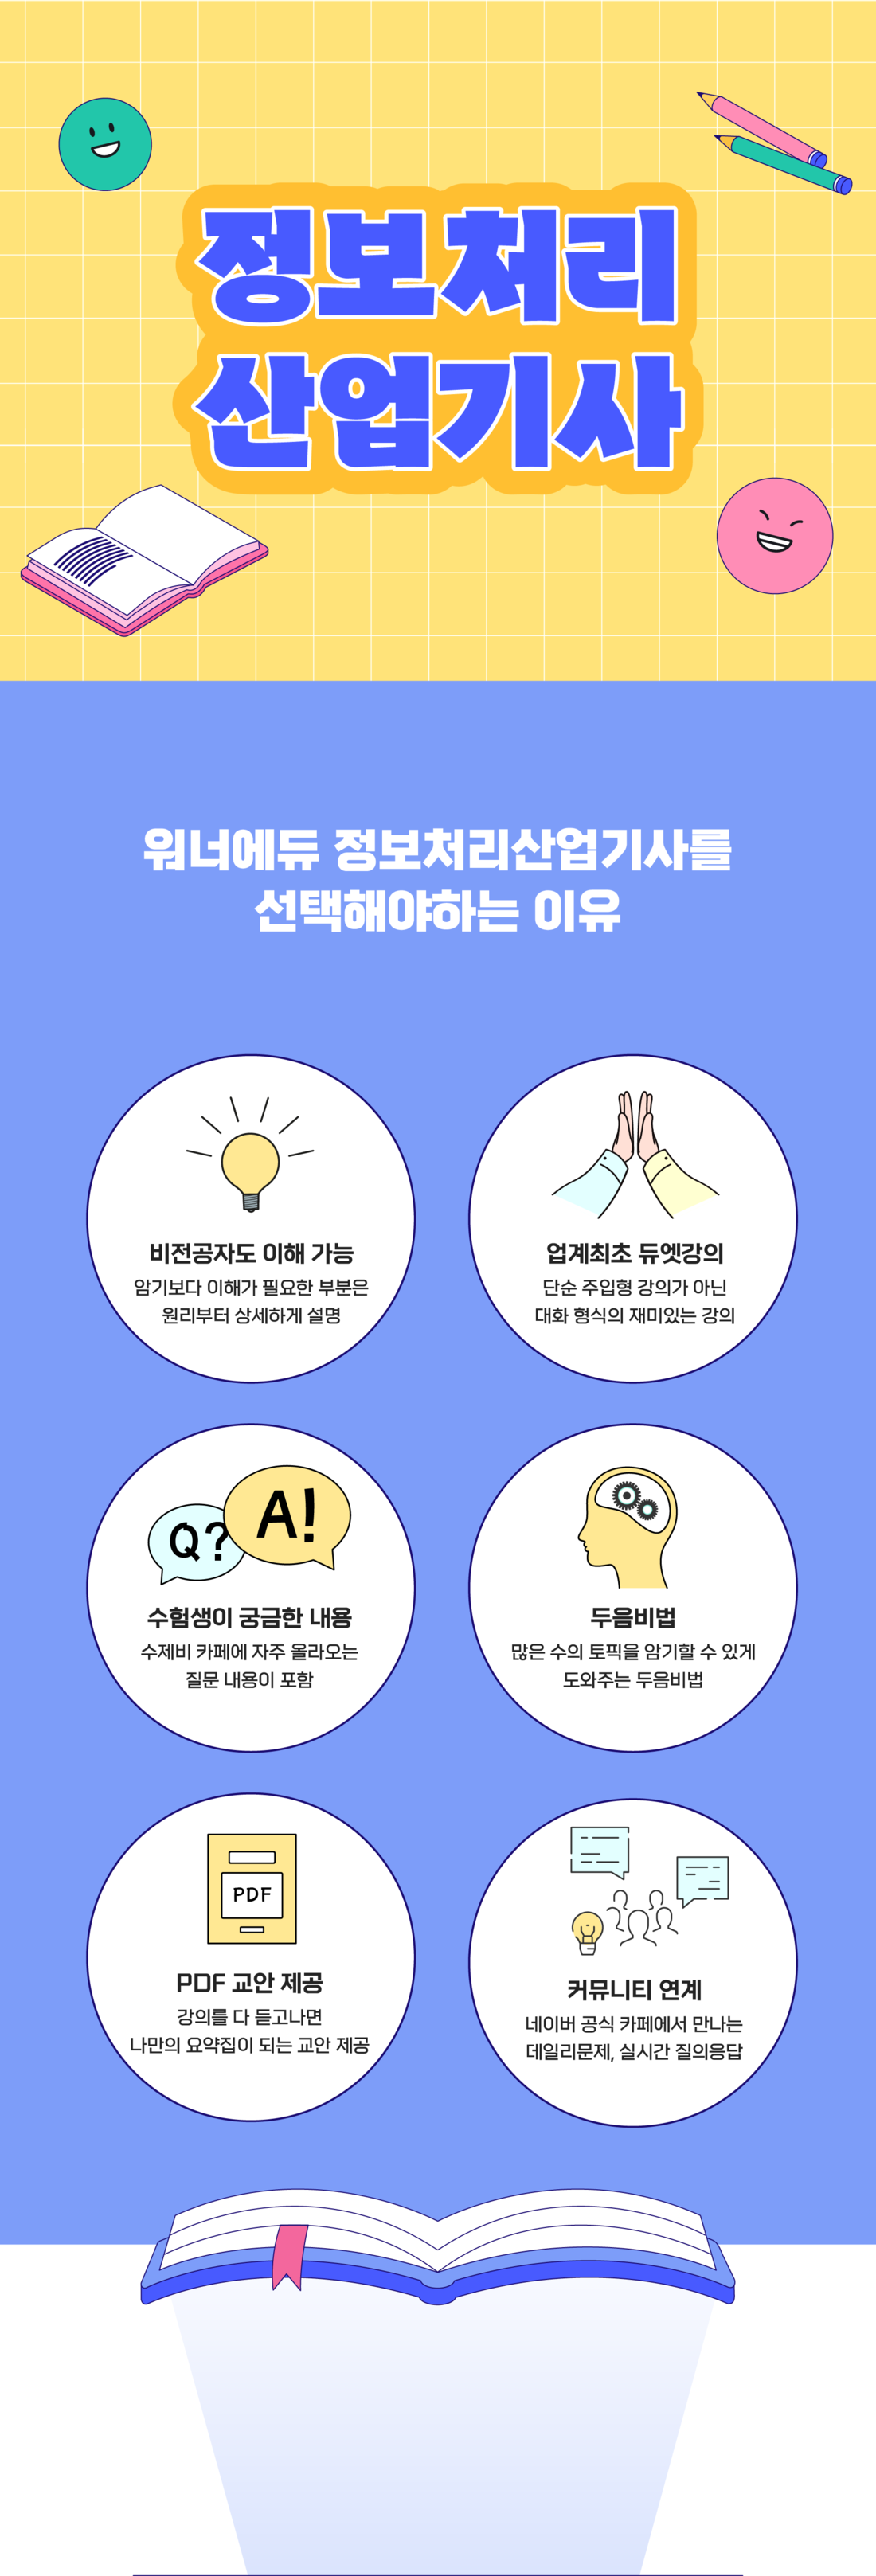 정보처리
산업기사
워너에듀 정보처리산업기사를
선택해야하는 이유
비전공자도 이해 가능
암기보다 이해가 필요한 부분은
원리부터 상세하게 설명
업계최초 듀엣강의
단순 주입형 강의가 아닌
대화 형식의 재미있는 강의
Q?
A!
수험생이 궁금한 내용
수제비 카페에 자주 올라오는
질문 내용이 포함
두음비법
많은 수의 토픽을 암기할 수 있게
도와주는 두음비법
PDF
PDF 교안 제공
강의를 다 듣고나면
나만의 요약집이 되는 교안 제공
커뮤니티 연계
네이버 공식 카페에서 만나는
데일리문제, 실시간 질의응답